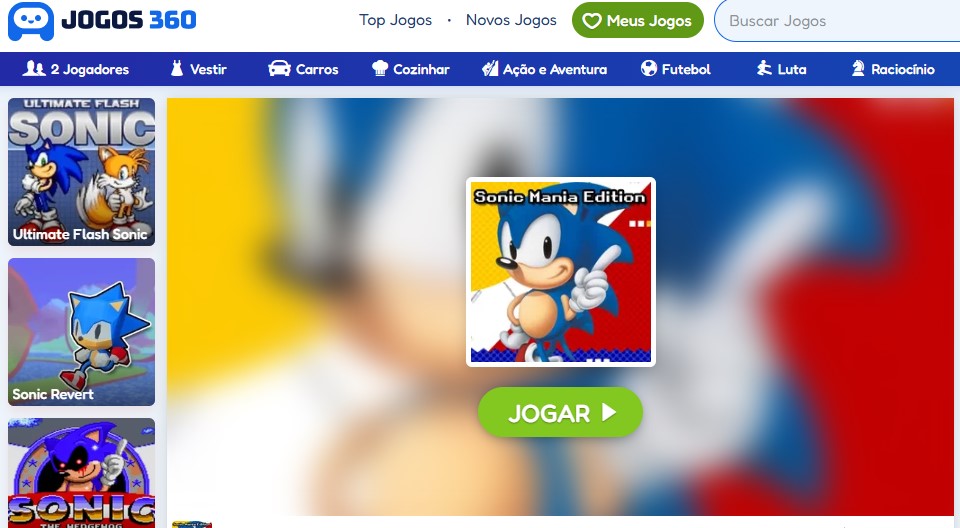 JOGOS 360
Top Jogos • Novos Jogos
Meus Jogos
Buscar Jogos
2 Jogadores
Vestir
Carros
Cozinhar
Ação e Aventura
Futebol
Luta
Raciocínio
ULTIMATE FLASH
SONIC
Ultimate Flash Sonic
Sonic Revert
SONIC
THE HEDGEHOG
Sonic Mania Edition
JOGAR